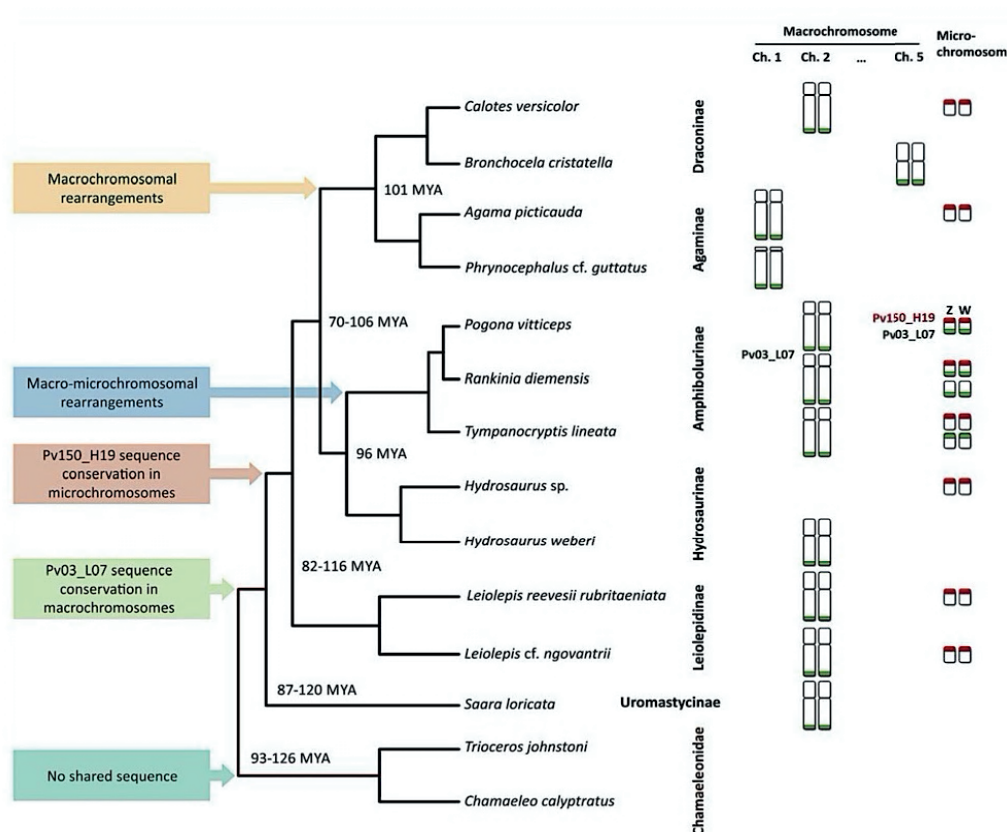 Macrochromosome
Micro-
chromosom
Ch. 1 Ch. 2 ... Ch. 5
Calotes versicolor
Bronchocela cristatella
Draconinae
Macrochromosomal
rearrangements
101 MYA
Agama picticauda
Phrynocephalus cf. guttatus
Agaminae
70-106 MYA
Pogona vitticeps
Z W
Pv150_H19
Pv03_L07
Pv03_L07
Macro-microchromosomal
rearrangements
Rankinia diemensis
Amphibolurinae
Tympanocryptis lineata
96 MYA
Pv150_H19 sequence
conservation in
microchromosomes
Hydrosaurus sp.
Hydrosaurus weberi
Hydrosaurinae
82-116 MYA
Pv03_L07 sequence
conservation in
macrochromosomes
Leiolepis reevesii rubritaeniata
Leiolepis cf. ngovantrii
Leiolepidinae
87-120 MYA
Saara loricata
Uromastycinae
93-126 MYA
No shared sequence
Trioceros johnstoni
Chamaeleo calyptratus
Chamaeleonidae